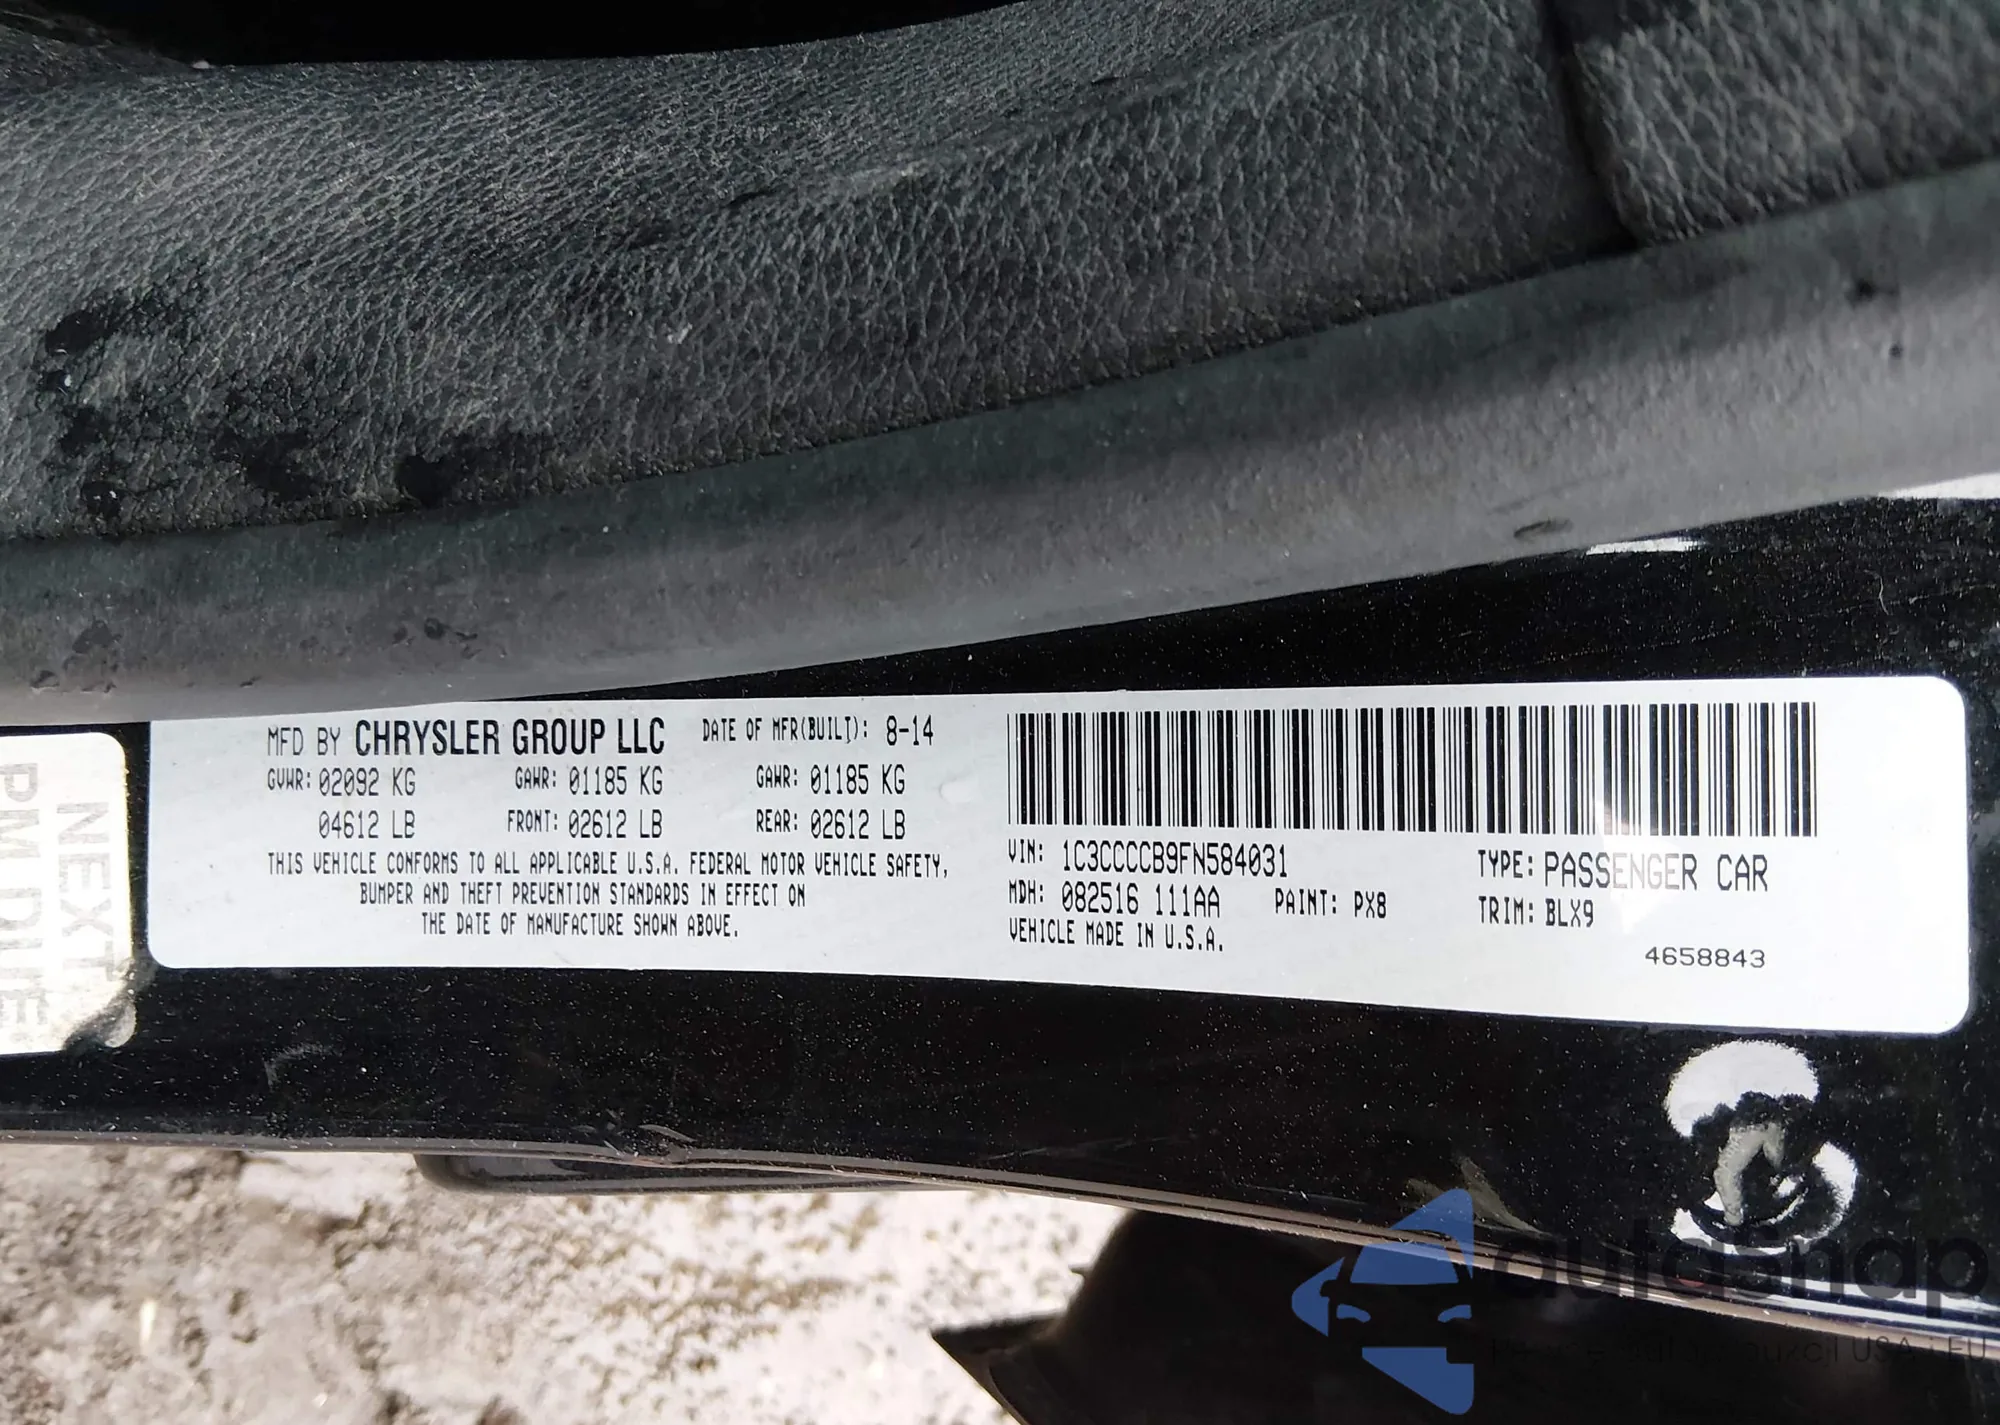 MFD BY CHRYSLER GROUP LLC DATE OF MFR(BUILT): 8-14
GVWR: 02092 KG GAWR: 01185 KG GAWR: 01185 KG
04612 LB FRONT: 02612 LB REAR: 02612 LB
THIS VEHICLE CONFORMS TO ALL APPLICABLE U.S.A. FEDERAL MOTOR VEHICLE SAFETY,
BUMPER AND THEFT PREVENTION STANDARDS IN EFFECT ON
THE DATE OF MANUFACTURE SHOWN ABOVE.
VIN: 1C3CCCCB9FN584031 TYPE: PASSENGER CAR
MDH: 082516 111AA PAINT: PX8 TRIM: BLX9
VEHICLE MADE IN U.S.A.
4658843
NEXT
PM DUE
autosnap
USA
EU